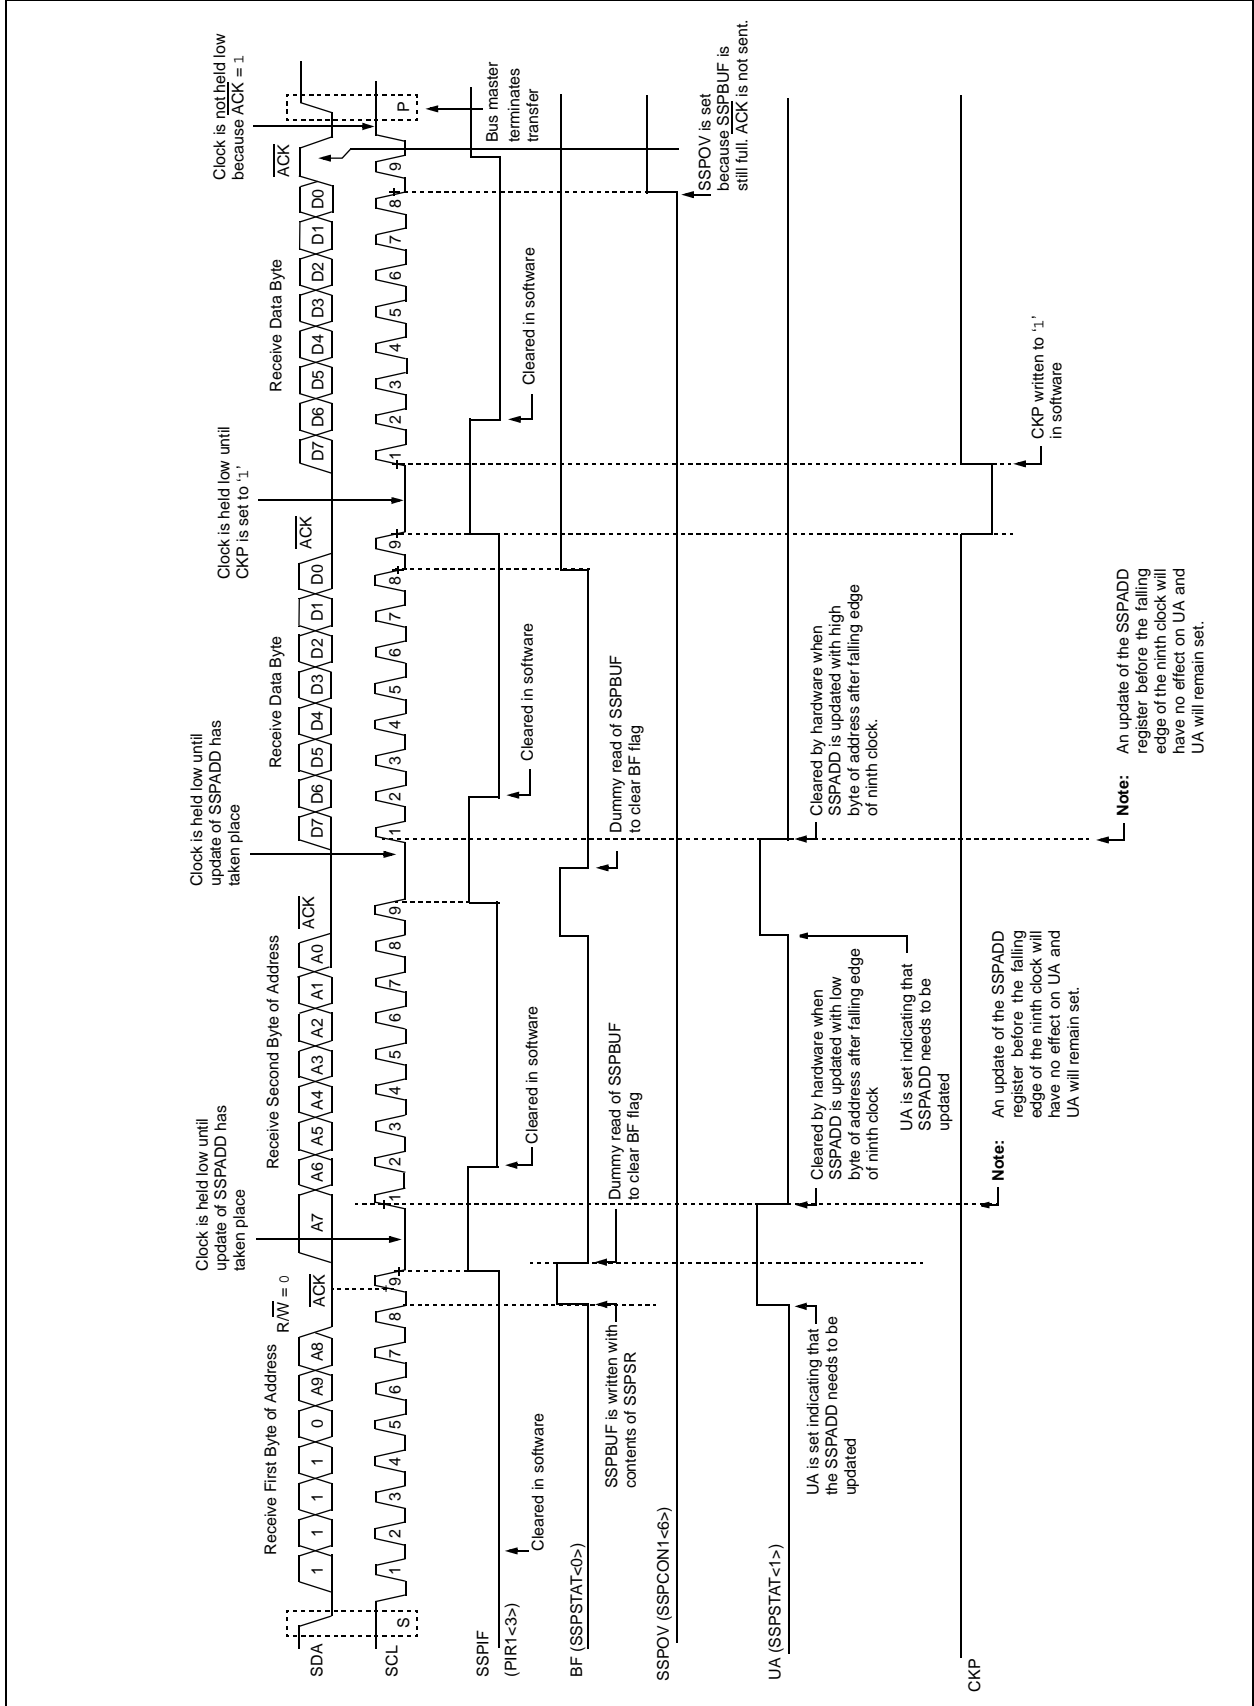 Clock is held low until
update of SSPADD has
taken place
Clock is held low until
update of SSPADD has
taken place
Clock is held low until
CKP is set to ‘1’
Clock is not held low
because ACK = 1
R/W = 0
Receive First Byte of Address
Receive Second Byte of Address
Receive Data Byte
Receive Data Byte
ACK
ACK
ACK
ACK
SDA
1 1 1 1 0 A9 A8
A7 A6 A5 A4 A3 A2 A1 A0
D7 D6 D5 D4 D3 D2 D1 D0
D7 D6 D5 D4 D3 D2 D1 D0
SCL
S
1 2 3 4 5 6 7 8 9
1 2 3 4 5 6 7 8 9
1 2 3 4 5 6 7 8 9
1 2 3 4 5 6 7 8 9
P
Bus master
terminates
transfer
SSPIF
(PIR1<3>)
Cleared in software
Cleared in software
Cleared in software
Cleared in software
BF (SSPSTAT<0>)
SSPBUF is written with
contents of SSPSR
Dummy read of SSPBUF
to clear BF flag
Dummy read of SSPBUF
to clear BF flag
SSPOV (SSPCON1<6>)
SSPOV is set
because SSPBUF is
still full. ACK is not sent.
UA (SSPSTAT<1>)
UA is set indicating that
the SSPADD needs to be
updated
Cleared by hardware when
SSPADD is updated with low
byte of address after falling edge
of ninth clock
UA is set indicating that
SSPADD needs to be
updated
Cleared by hardware when
SSPADD is updated with high
byte of address after falling edge
of ninth clock.
CKP
CKP written to ‘1’
in software
Note: An update of the SSPADD
register before the falling
edge of the ninth clock will
have no effect on UA and
UA will remain set.
Note: An update of the SSPADD
register before the falling
edge of the ninth clock will
have no effect on UA and
UA will remain set.